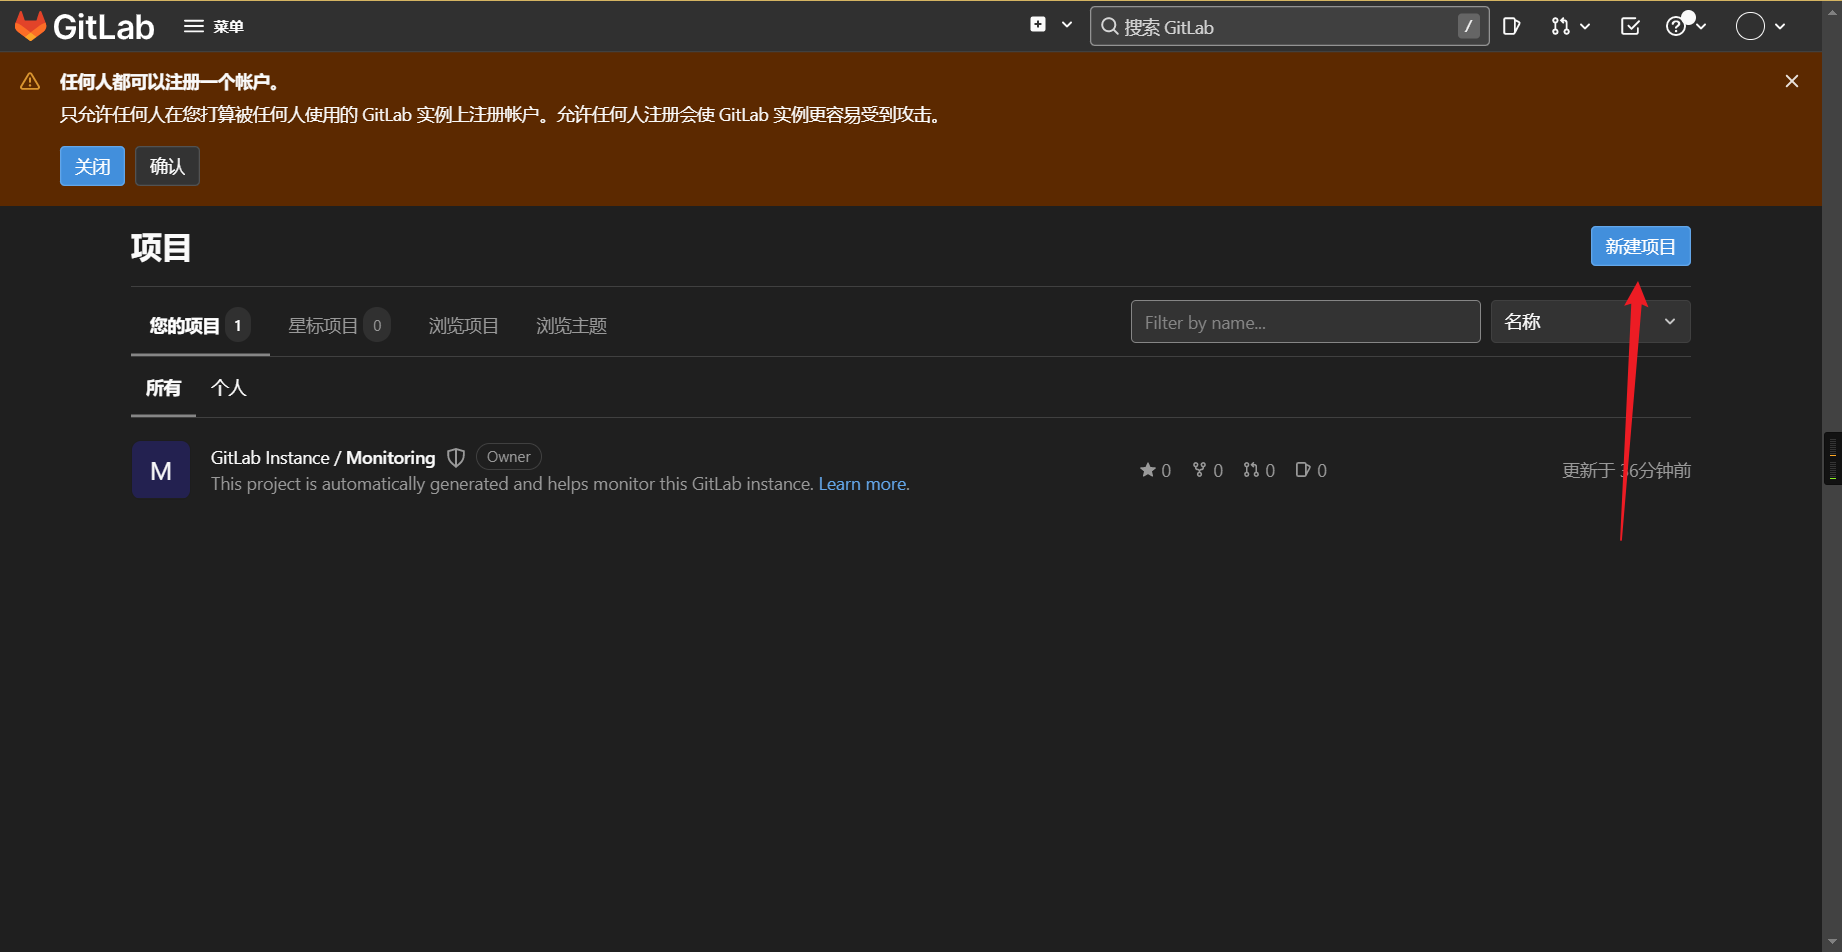 GitLab 菜单 搜索 GitLab /
任何人都可以注册一个帐户。
只允许任何人在您打算被任何人使用的 GitLab 实例上注册帐户。允许任何人注册会使 GitLab 实例更容易受到攻击。
关闭 确认
项目 新建项目
您的项目 1 星标项目 0 浏览项目 浏览主题 Filter by name... 名称
所有 个人
M
GitLab Instance / Monitoring Owner
This project is automatically generated and helps monitor this GitLab instance. Learn more.
0 0 0 0 更新于 36分钟前